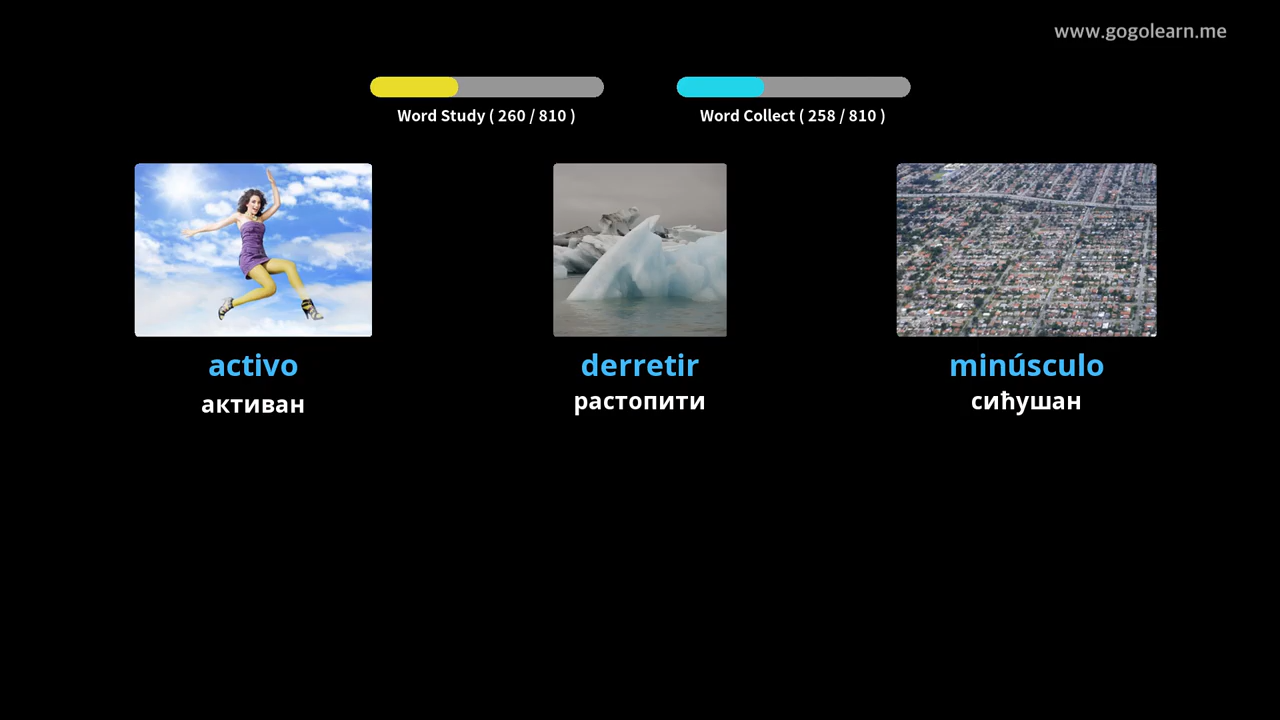 www.gogolearn.me
Word Study ( 260 / 810 )
Word Collect ( 258 / 810 )
activo
derretir
minúsculo
активан
растопити
сићушан